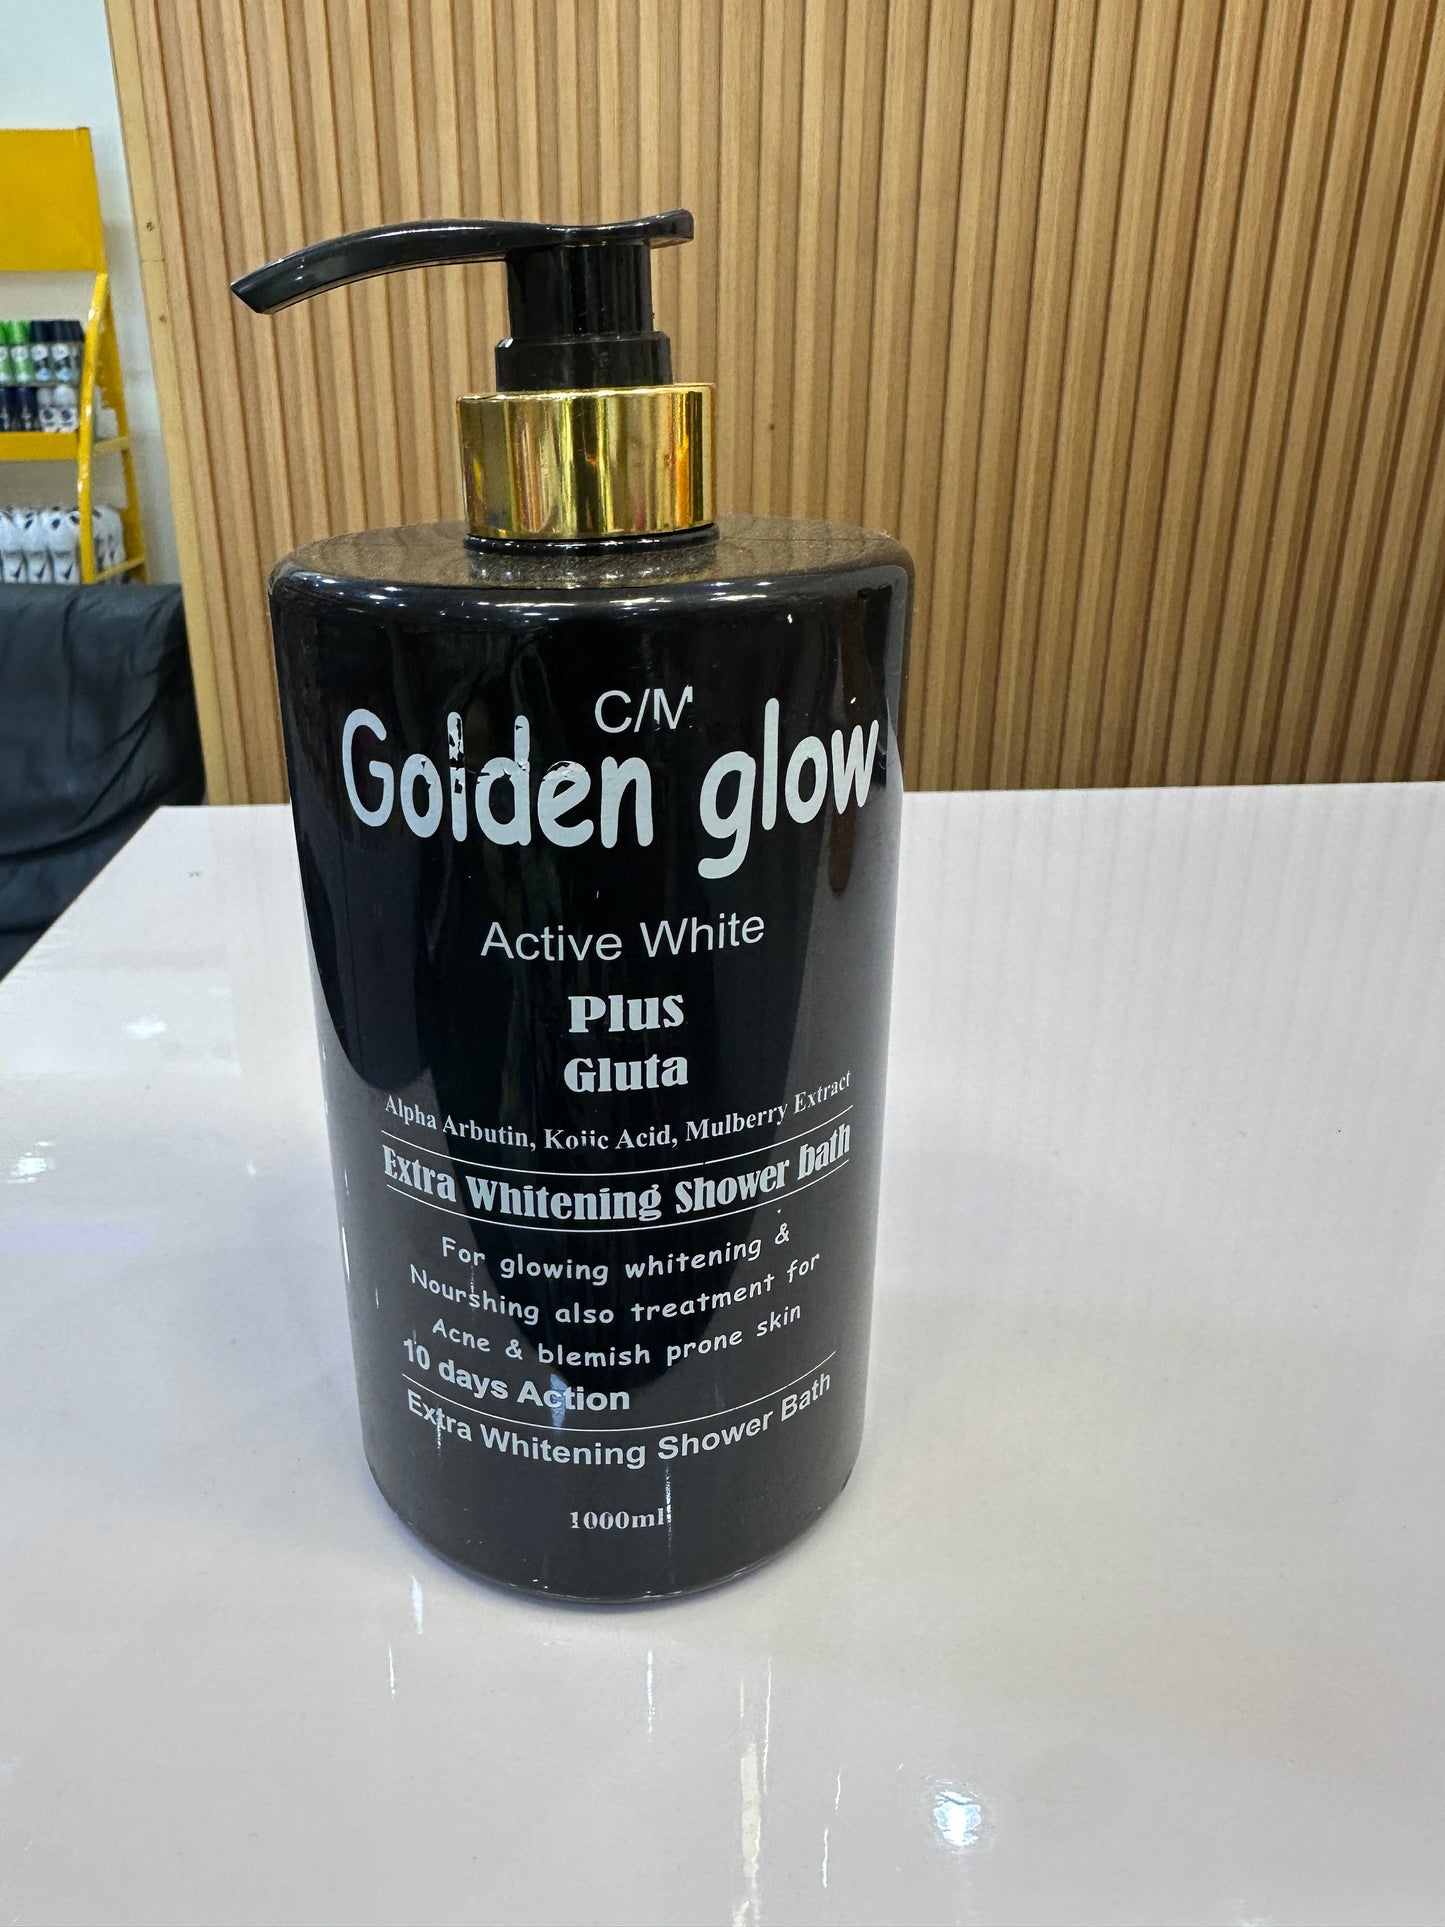 C/M
Golden glow
Active White
Plus
Gluta
Alpha Arbutin, Kojic Acid, Mulberry Extract
Extra Whitening Shower bath
For glowing whitening &
Nourshing also treatment for
Acne & blemish prone skin
10 days Action
Extra Whitening Shower Bath
1000ml